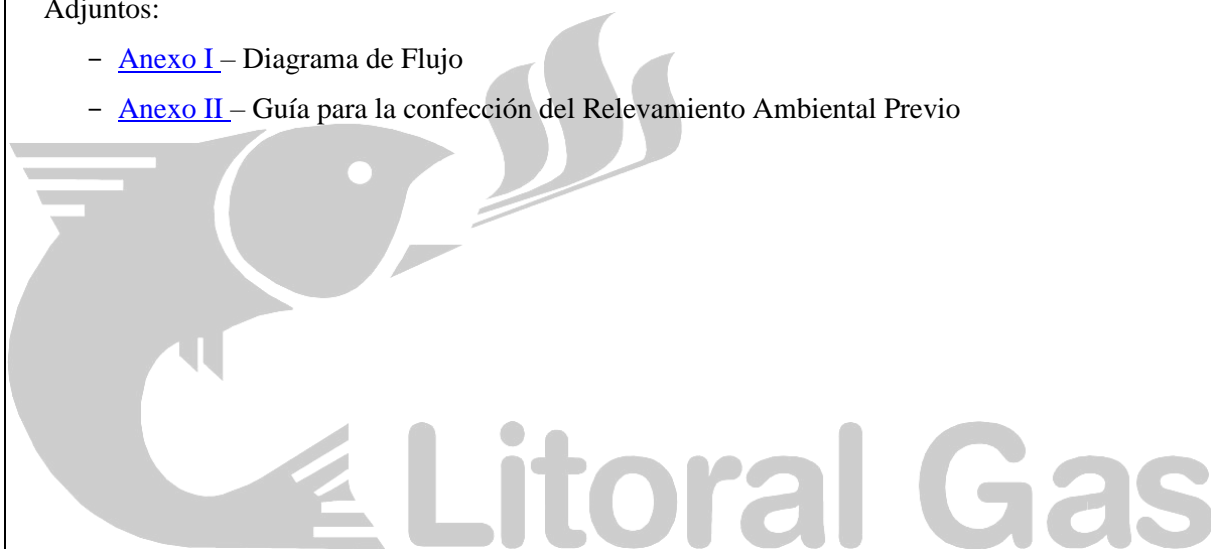 Adjuntos:
- Anexo I – Diagrama de Flujo
- Anexo II – Guía para la confección del Relevamiento Ambiental Previo
Litoral Gas